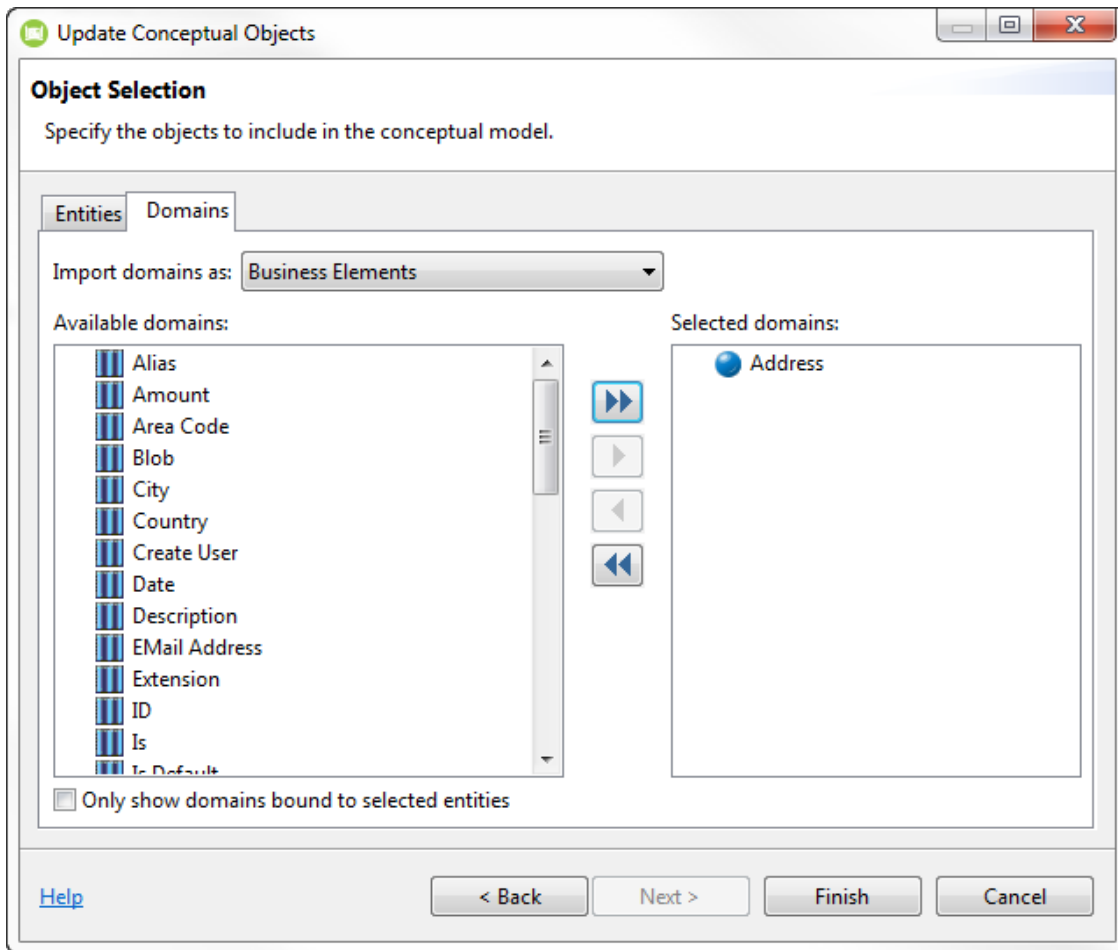 Update Conceptual Objects
Object Selection
Specify the objects to include in the conceptual model.
Entities
Domains
Import domains as: Business Elements
Available domains:
Selected domains:
Alias
Address
Amount
Area Code
Blob
City
Country
Create User
Date
Description
EMail Address
Extension
ID
Is
Is Default
Only show domains bound to selected entities
Help
< Back
Next >
Finish
Cancel